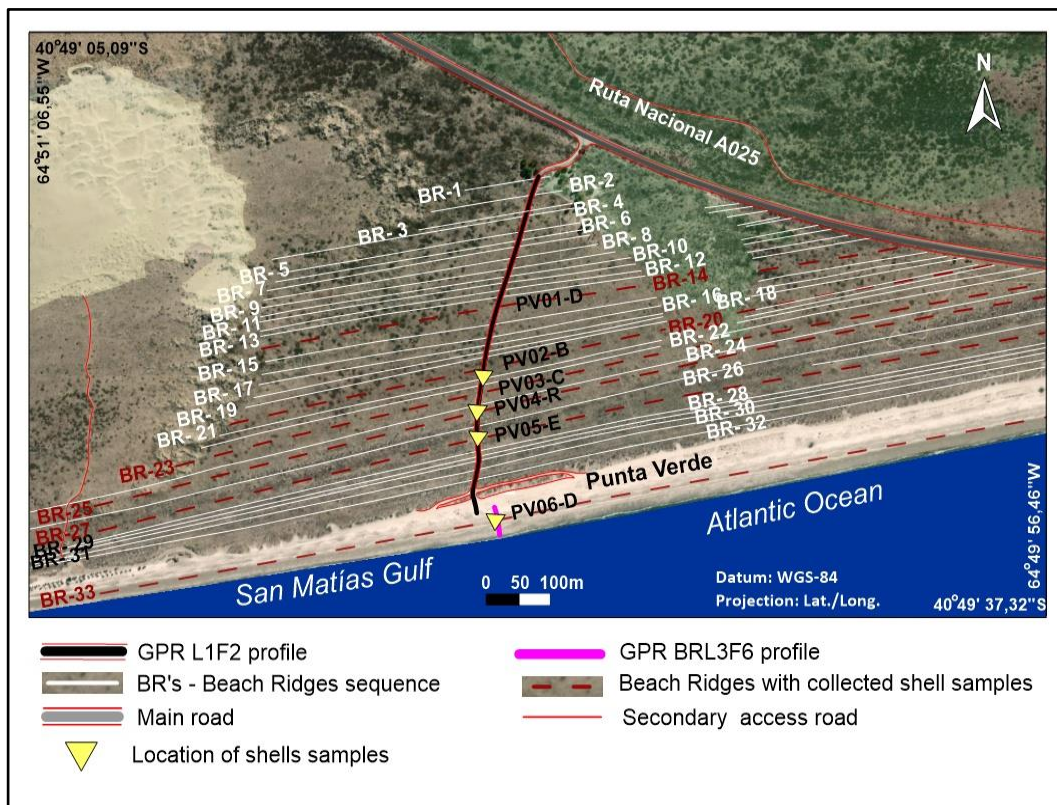 40°49' 05,09"S
64°51' 06,55"W
N
Ruta Nacional A025
BR-1
BR-2
BR- 3
BR- 4
BR- 5
BR- 6
BR- 7
BR- 8
BR- 9
BR-10
BR- 11
BR- 12
BR- 13
BR-14
PV01-D
BR- 15
BR- 16
BR- 17
BR- 18
BR- 19
BR-20
BR- 21
BR- 22
PV02-B
BR-23
BR- 24
PV03-C
BR-25
BR- 26
PV04-R
BR-27
BR- 28
PV05-E
BR- 29
BR- 30
BR- 31
BR- 32
BR-33
Punta Verde
PV06-D
Atlantic Ocean
San Matías Gulf
0 50 100m
Datum: WGS-84
Projection: Lat./Long.
64°49' 56,46"W
40°49' 37,32"S
GPR L1F2 profile
GPR BRL3F6 profile
BR's - Beach Ridges sequence
Beach Ridges with collected shell samples
Main road
Secondary access road
Location of shells samples